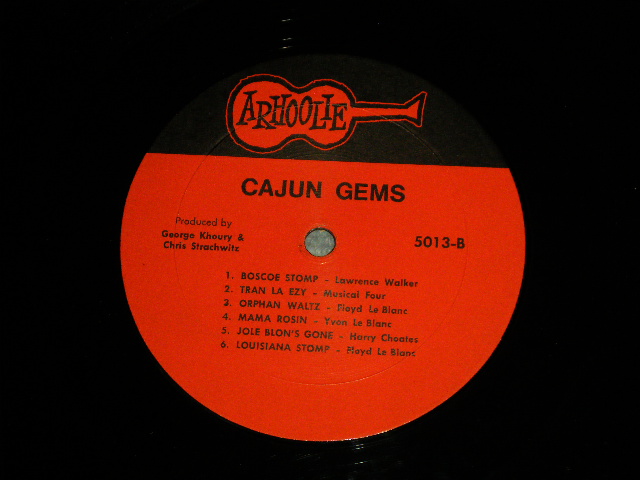 ARHOOLIE
CAJUN GEMS
Produced by
George Khoury &
Chris Strachwitz
5013-B
1. BOSCOE STOMP - Lawrence Walker
2. TRAN LA EZY - Musical Four
3. ORPHAN WALTZ - Floyd Le Blanc
4. MAMA ROSIN - Yvon Le Blanc
5. JOLE BLON'S GONE - Harry Choates
6. LOUISIANA STOMP - Floyd Le Blanc